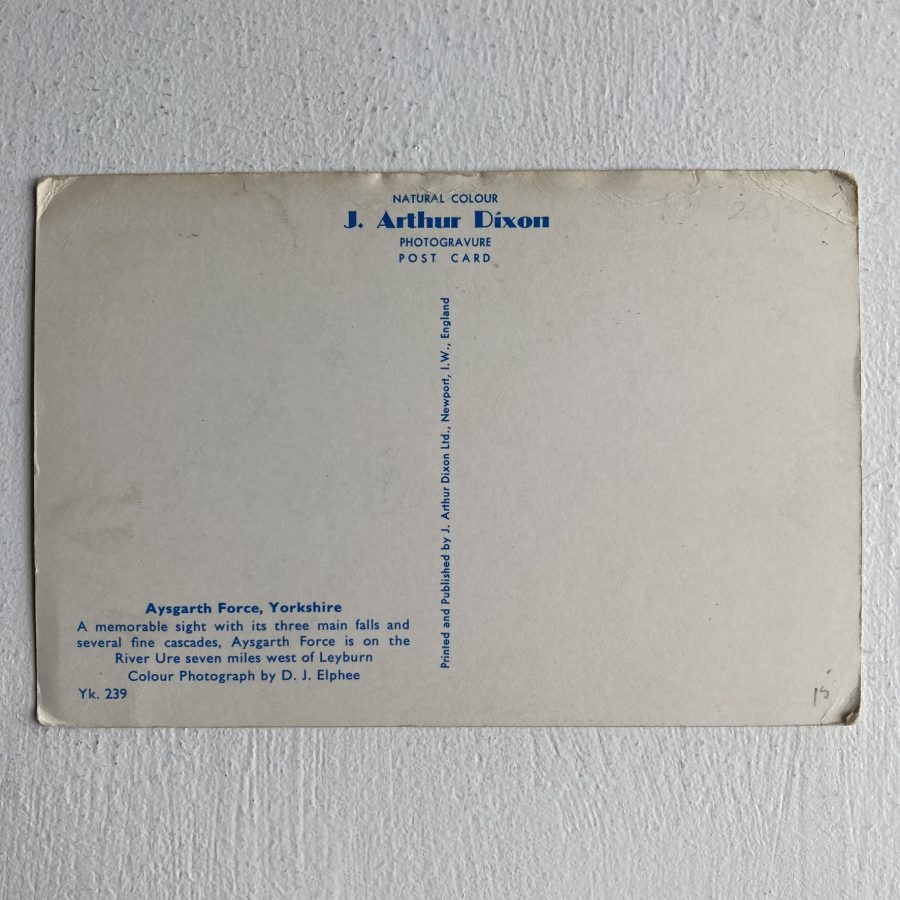 NATURAL COLOUR
J. Arthur Dixon
PHOTOGRAVURE
POST CARD
Printed and Published by J. Arthur Dixon Ltd., Newport, I.W., England
Aysgarth Force, Yorkshire
A memorable sight with its three main falls and
several fine cascades, Aysgarth Force is on the
River Ure seven miles west of Leyburn
Colour Photograph by D. J. Elphee
Yk. 239